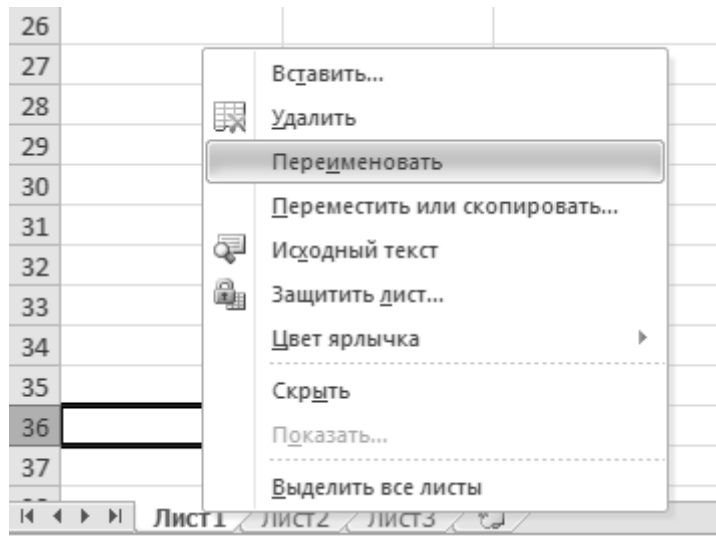 26
27
28
29
30
31
32
33
34
35
36
37
Вставить...
Удалить
Переименовать
Переместить или скопировать...
Исходный текст
Защитить лист...
Цвет ярлычка
Скрыть
Показать...
Выделить все листы
Лист1 Лист2 Лист3